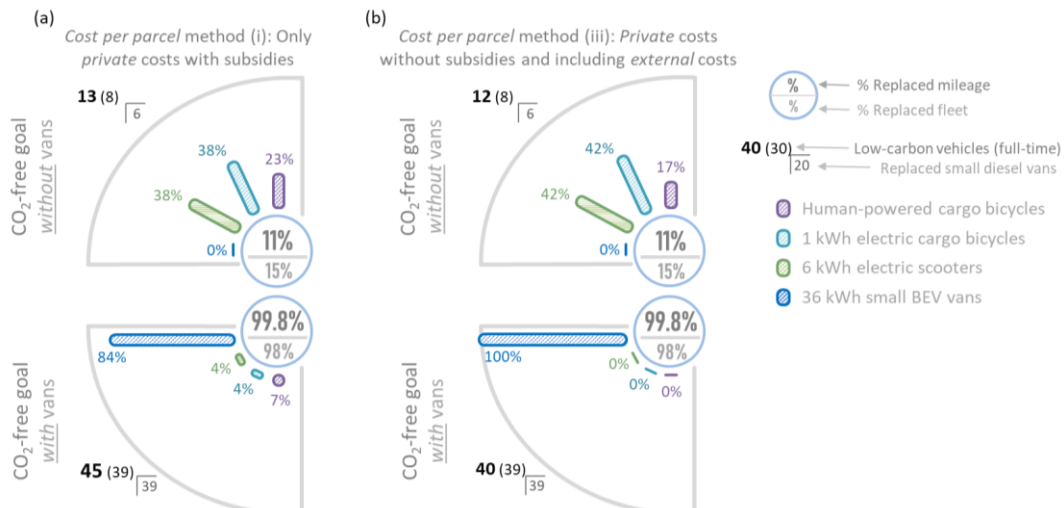 (a)
Cost per parcel method (i): Only
private costs with subsidies
CO₂-free goal
without vans
13 (8)
6
38%
38%
23%
0%
11%
15%
CO₂-free goal
with vans
99.8%
98%
84%
4%
4%
7%
45 (39)
39
(b)
Cost per parcel method (iii): Private costs
without subsidies and including external costs
CO₂-free goal
without vans
12 (8)
6
42%
42%
17%
0%
11%
15%
CO₂-free goal
with vans
99.8%
98%
100%
0%
0%
0%
40 (39)
39
%
% Replaced mileage
%
% Replaced fleet
40 (30)
Low-carbon vehicles (full-time)
20
Replaced small diesel vans
Human-powered cargo bicycles
1 kWh electric cargo bicycles
6 kWh electric scooters
36 kWh small BEV vans